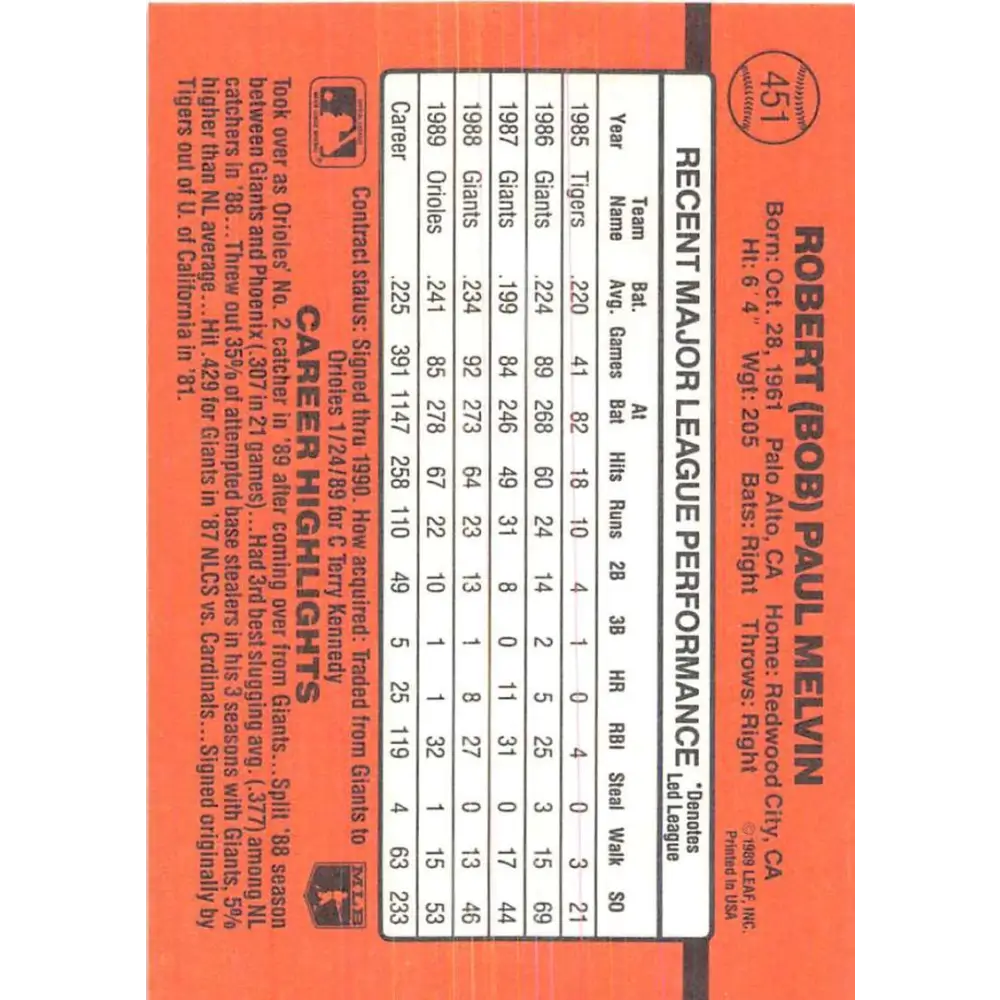 451
ROBERT (BOB) PAUL MELVIN
Born: Oct. 28, 1961 Palo Alto, CA Home: Redwood City, CA
Ht: 6' 4" Wgt: 205 Bats: Right Throws: Right
© 1989 LEAF, INC.
Printed in USA
RECENT MAJOR LEAGUE PERFORMANCE *Denotes Led League
Year Team Name Bat. Avg. Games At Bat Hits Runs 2B 3B HR RBI Steal Walk SO
1985 Tigers .220 41 82 18 10 4 1 0 4 0 3 21
1986 Giants .224 89 268 60 24 14 2 5 25 3 15 69
1987 Giants .199 84 246 49 31 8 0 11 31 0 17 44
1988 Giants .234 92 273 64 23 13 1 8 27 0 13 46
1989 Orioles .241 85 278 67 22 10 1 1 32 1 15 53
Career .225 391 1147 258 110 49 5 25 119 4 63 233
Contract status: Signed thru 1990. How acquired: Traded from Giants to
Orioles 1/24/89 for C Terry Kennedy
MLB
CAREER HIGHLIGHTS
Took over as Orioles' No. 2 catcher in '89 after coming over from Giants...Split '88 season
between Giants and Phoenix (.307 in 21 games)...Had 3rd best slugging avg. (.377) among NL
catchers in '88...Threw out 35% of attempted base stealers in his 3 seasons with Giants, 5%
higher than NL average...Hit .429 for Giants in '87 NLCS vs. Cardinals...Signed originally by
Tigers out of U. of California in '81.